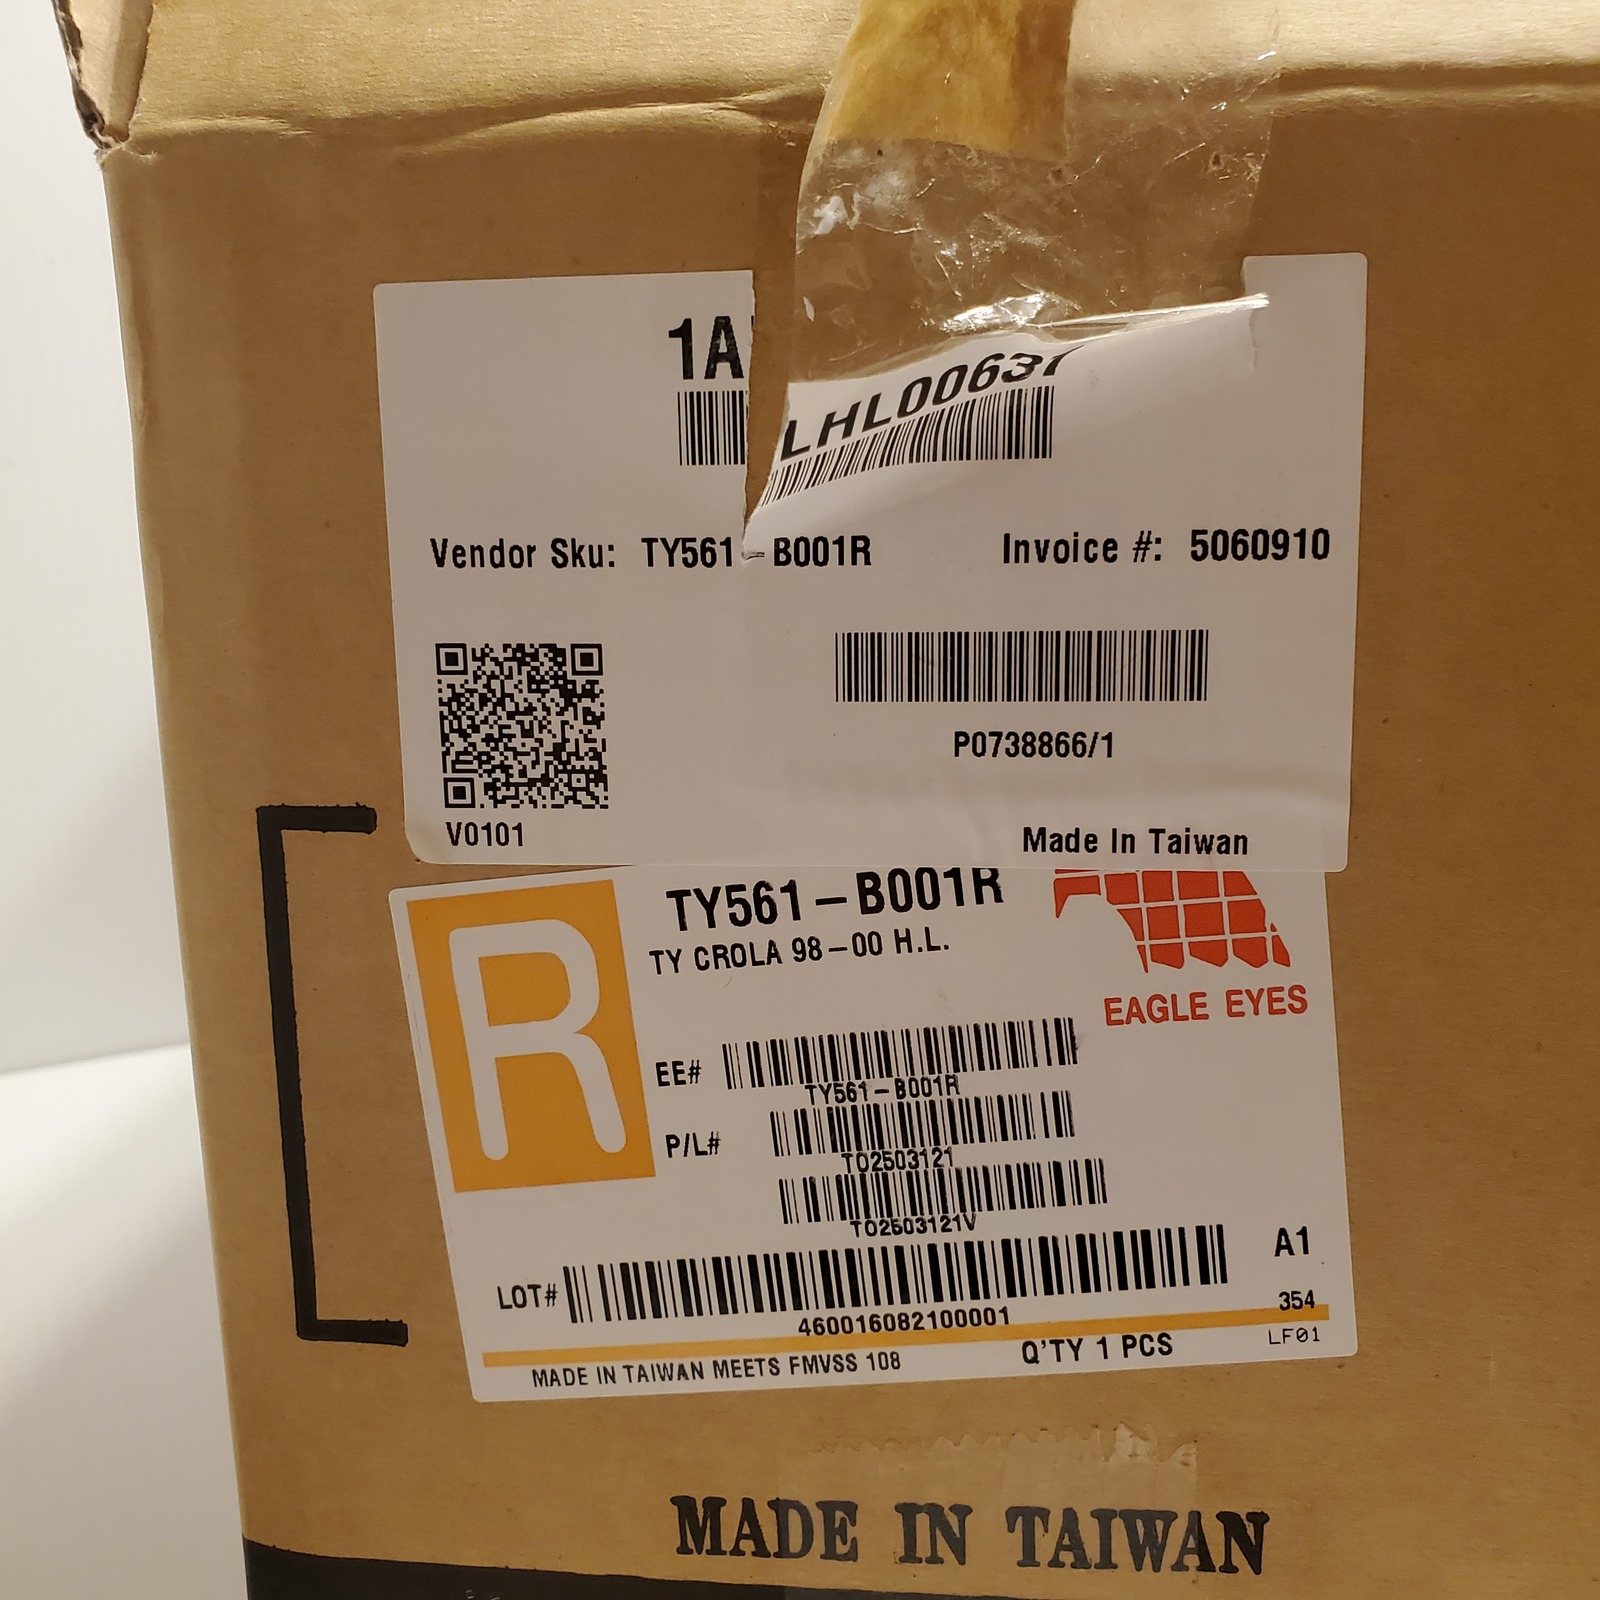 1A
LHL00637
Vendor Sku: TY561-B001R
Invoice #: 5060910
P0738866/1
V0101
Made In Taiwan
R
TY561-B001R
TY CROLA 98-00 H.L.
EAGLE EYES
EE#
TY561-B001R
P/L#
TO2503121
TO2503121V
A1
LOT#
460016082100001
354
LF01
Q'TY 1 PCS
MADE IN TAIWAN MEETS FMVSS 108
MADE IN TAIWAN